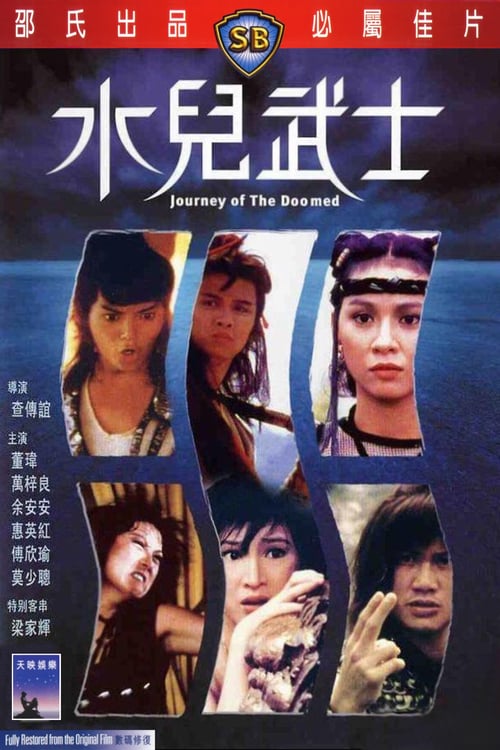 邵氏出品 SB 必屬佳片
水兒武士
Journey of The Doomed
導演
查傳誼
主演
董瑋
萬梓良
余安安
惠英紅
傅欣瑜
莫少聰
特別客串
梁家輝
天映娛樂
Fully Restored from the Original Film 數碼修復